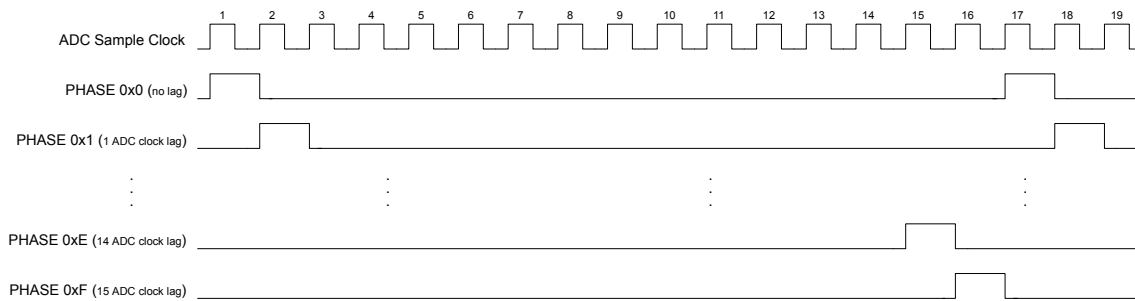 1 2 3 4 5 6 7 8 9 10 11 12 13 14 15 16 17 18 19
ADC Sample Clock
PHASE 0x0 (no lag)
PHASE 0x1 (1 ADC clock lag)
PHASE 0xE (14 ADC clock lag)
PHASE 0xF (15 ADC clock lag)